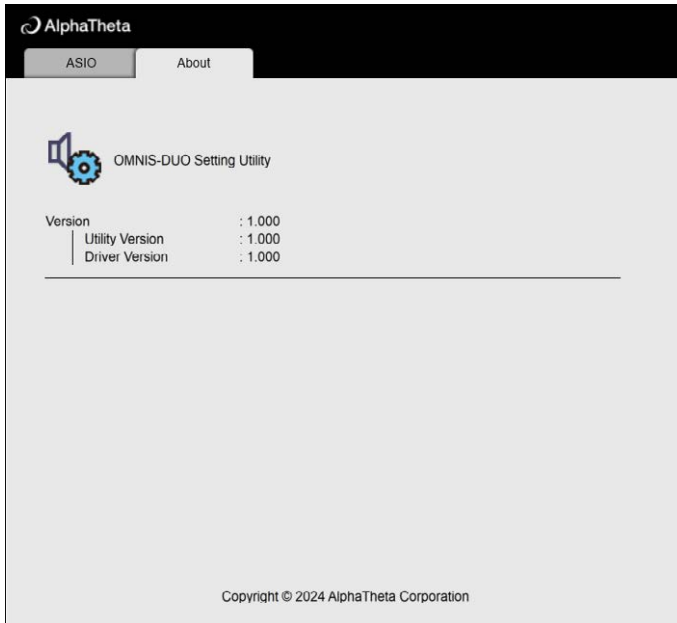 AlphaTheta
ASIO About
OMNIS-DUO Setting Utility
Version : 1.000
Utility Version : 1.000
Driver Version : 1.000
Copyright © 2024 AlphaTheta Corporation